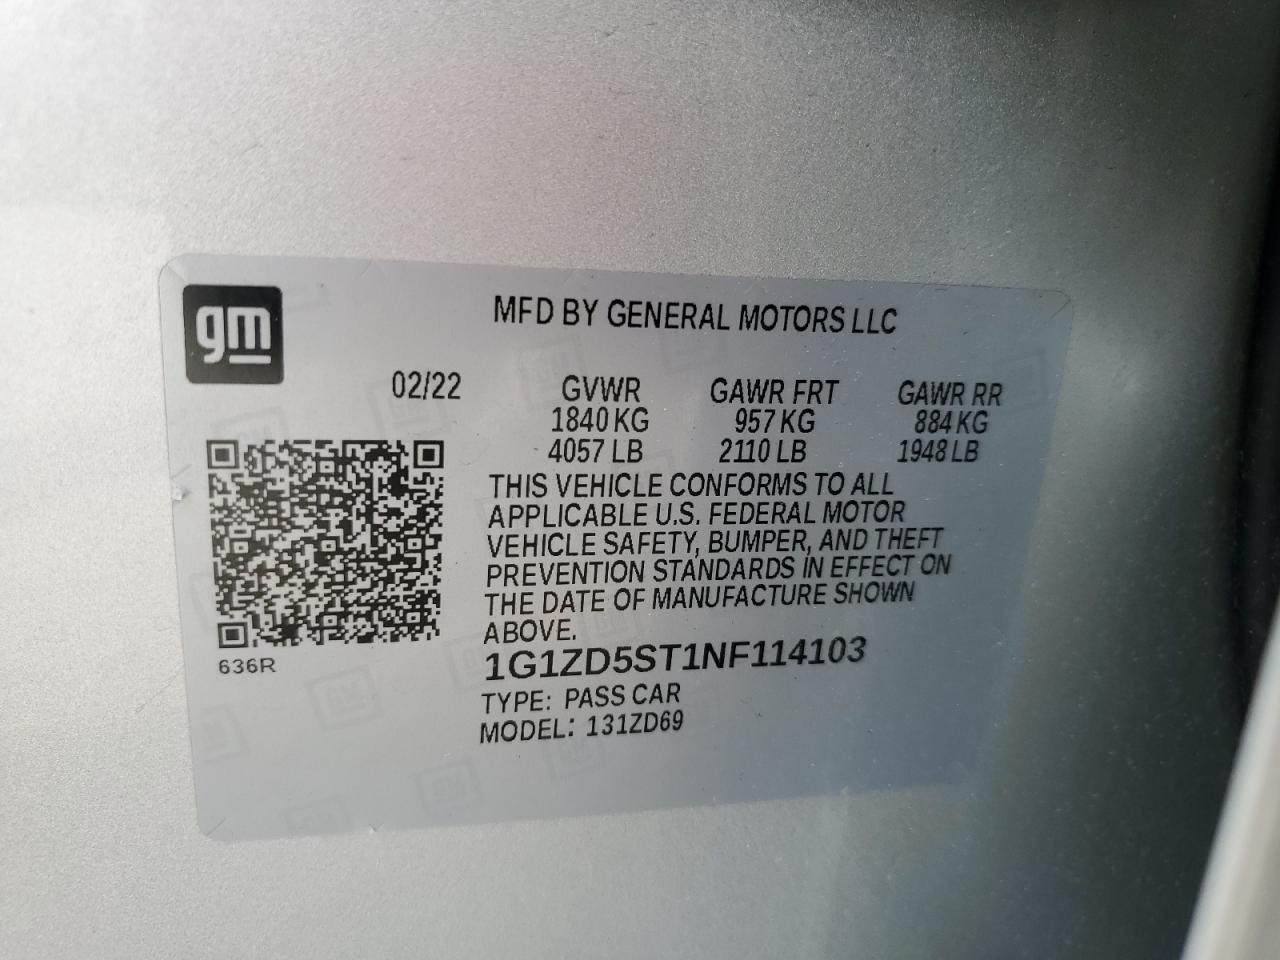 gm
MFD BY GENERAL MOTORS LLC
02/22 GVWR GAWR FRT GAWR RR
1840 KG 957 KG 884 KG
4057 LB 2110 LB 1948 LB
THIS VEHICLE CONFORMS TO ALL
APPLICABLE U.S. FEDERAL MOTOR
VEHICLE SAFETY, BUMPER, AND THEFT
PREVENTION STANDARDS IN EFFECT ON
THE DATE OF MANUFACTURE SHOWN
ABOVE.
636R
1G1ZD5ST1NF114103
TYPE: PASS CAR
MODEL: 131ZD69